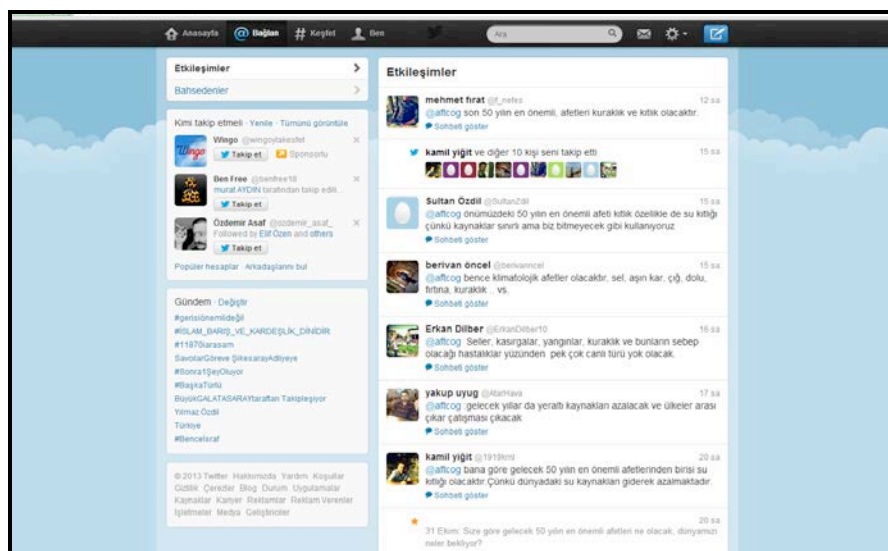 Anasayfa @ Bağlan # Keşfet Ben Ara
Etkileşimler
Bahsedenler
Kimi takip etmeli · Yenile · Tümünü görüntüle
Wingo @wingoylakesfet
Takip et Sponsorlu
Ben Free @benfree18
murat AYDIN tarafından takip edili...
Takip et
Özdemir Asaf @ozdemir_asaf_
Followed by Elif Özen and others
Takip et
Popüler hesaplar · Arkadaşlarını bul
Gündem · Değiştir
#gerisiönemlideğil
#İSLAM_BARIŞ_VE_KARDEŞLİK_DİNİDİR
SavolarGöreve ŞikesarayAdliyeye
#Sonra1ŞeyOluyor
#BaşkaTürlü
BüyükGALATASARAYtaraftarı Takipleşiyor
Yılmaz Özdil
Türkiye
#Bencelsraf
© 2013 Twitter Hakkımızda Yardım Koşullar
Gizlilik Çerezler Blog Durum Uygulamalar
Kaynaklar Kariyer Reklamlar Reklam Verenler
İşletmeler Medya Geliştiriciler
Etkileşimler
mehmet fırat @f_nefes 12 sa
@aftcog son 50 yılın en önemli, afetleri kuraklık ve kıtlık olacaktır.
Sohbeti göster
kamil yiğit ve diğer 10 kişi seni takip etti 15 sa
Sultan Özdil @SultanZdil 15 sa
@aftcog önümüzdeki 50 yılın en önemli afeti kıtlık özellikle de su kıtlığı
çünkü kaynaklar sınırlı ama biz bitmeyecek gibi kullanıyoruz
Sohbeti göster
berivan öncel @berivanncel 15 sa
@aftcog bence klimatolojik afetler olacaktır, sel, aşırı kar, çığ, dolu,
fırtına, kuraklık .. vs.
Sohbeti göster
Erkan Dilber @ErkanDilber10 16 sa
@aftcog Seller, kasırgalar, yangınlar, kuraklık ve bunların sebep
olacağı hastalıklar yüzünden pek çok canlı türü yok olacak.
Sohbeti göster
yakup uyug @AtarHava 17 sa
@aftcog gelecek yıllar da yeraltı kaynakları azalacak ve ülkeler arası
çıkar çatışması çıkacak
Sohbeti göster
kamil yiğit @1919kml 20 sa
@aftcog bana göre gelecek 50 yılın en önemli afetlerinden birisi su
kıtlığı olacaktır.Çünkü dünyadaki su kaynakları giderek azalmaktadır.
Sohbeti göster
20 sa
31 Ekim: Size göre gelecek 50 yılın en önemli afetleri ne olacak, dünyamızı
neler bekliyor?